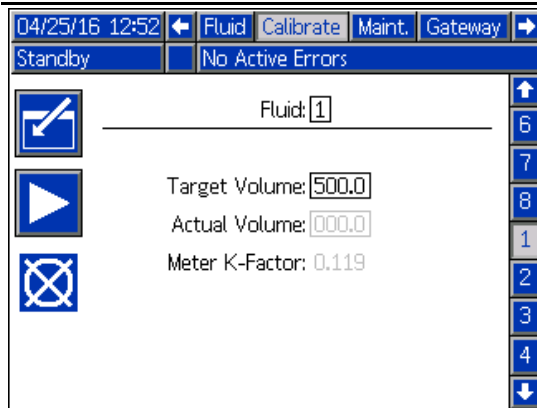 04/25/16 12:52 Fluid Calibrate Maint. Gateway
Standby No Active Errors
Fluid: 1
Target Volume: 500.0
Actual Volume: 000.0
Meter K-Factor: 0.119
6
7
8
1
2
3
4